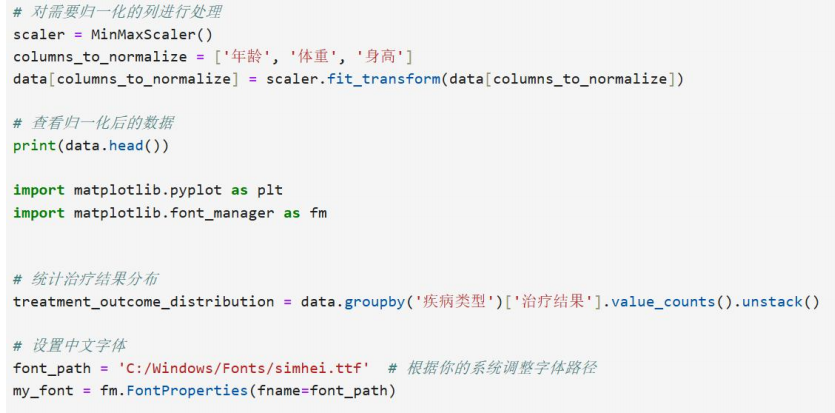 # 对需要归一化的列进行处理
scaler = MinMaxScaler()
columns_to_normalize = ['年龄', '体重', '身高']
data[columns_to_normalize] = scaler.fit_transform(data[columns_to_normalize])
# 查看归一化后的数据
print(data.head())
import matplotlib.pyplot as plt
import matplotlib.font_manager as fm
# 统计治疗结果分布
treatment_outcome_distribution = data.groupby('疾病类型')['治疗结果'].value_counts().unstack()
# 设置中文字体
font_path = 'C:/Windows/Fonts/simhei.ttf'  # 根据你的系统调整字体路径
my_font = fm.FontProperties(fname=font_path)